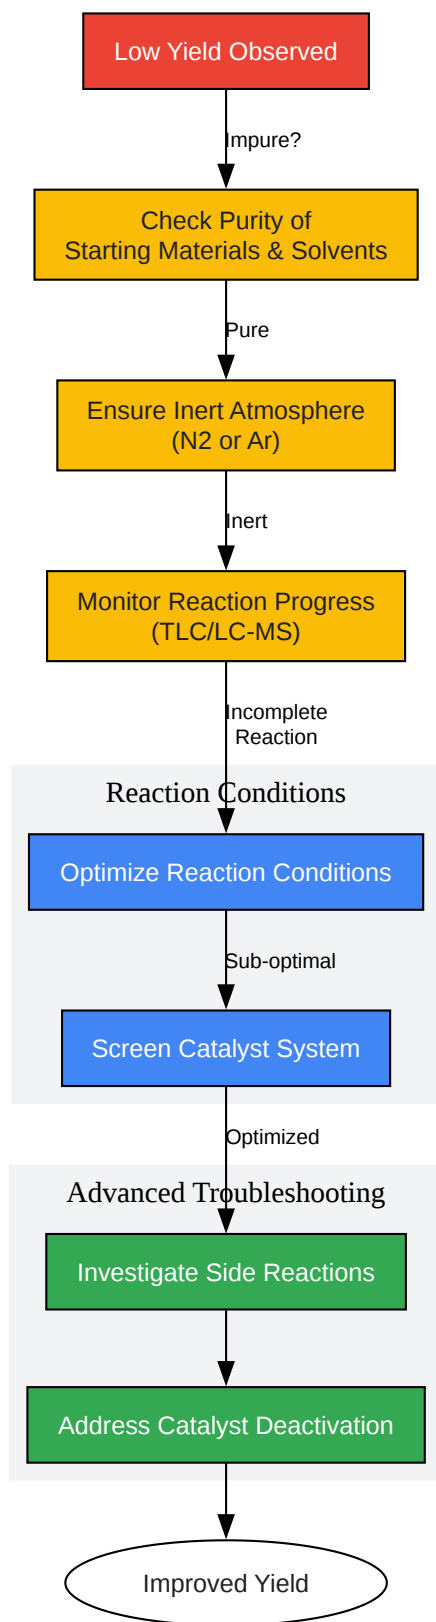 Low Yield Observed
Impure?
Check Purity of
Starting Materials & Solvents
Pure
Ensure Inert Atmosphere
(N2 or Ar)
Inert
Monitor Reaction Progress
(TLC/LC-MS)
Incomplete
Reaction
Reaction Conditions
Optimize Reaction Conditions
Sub-optimal
Screen Catalyst System
Optimized
Advanced Troubleshooting
Investigate Side Reactions
Address Catalyst Deactivation
Improved Yield